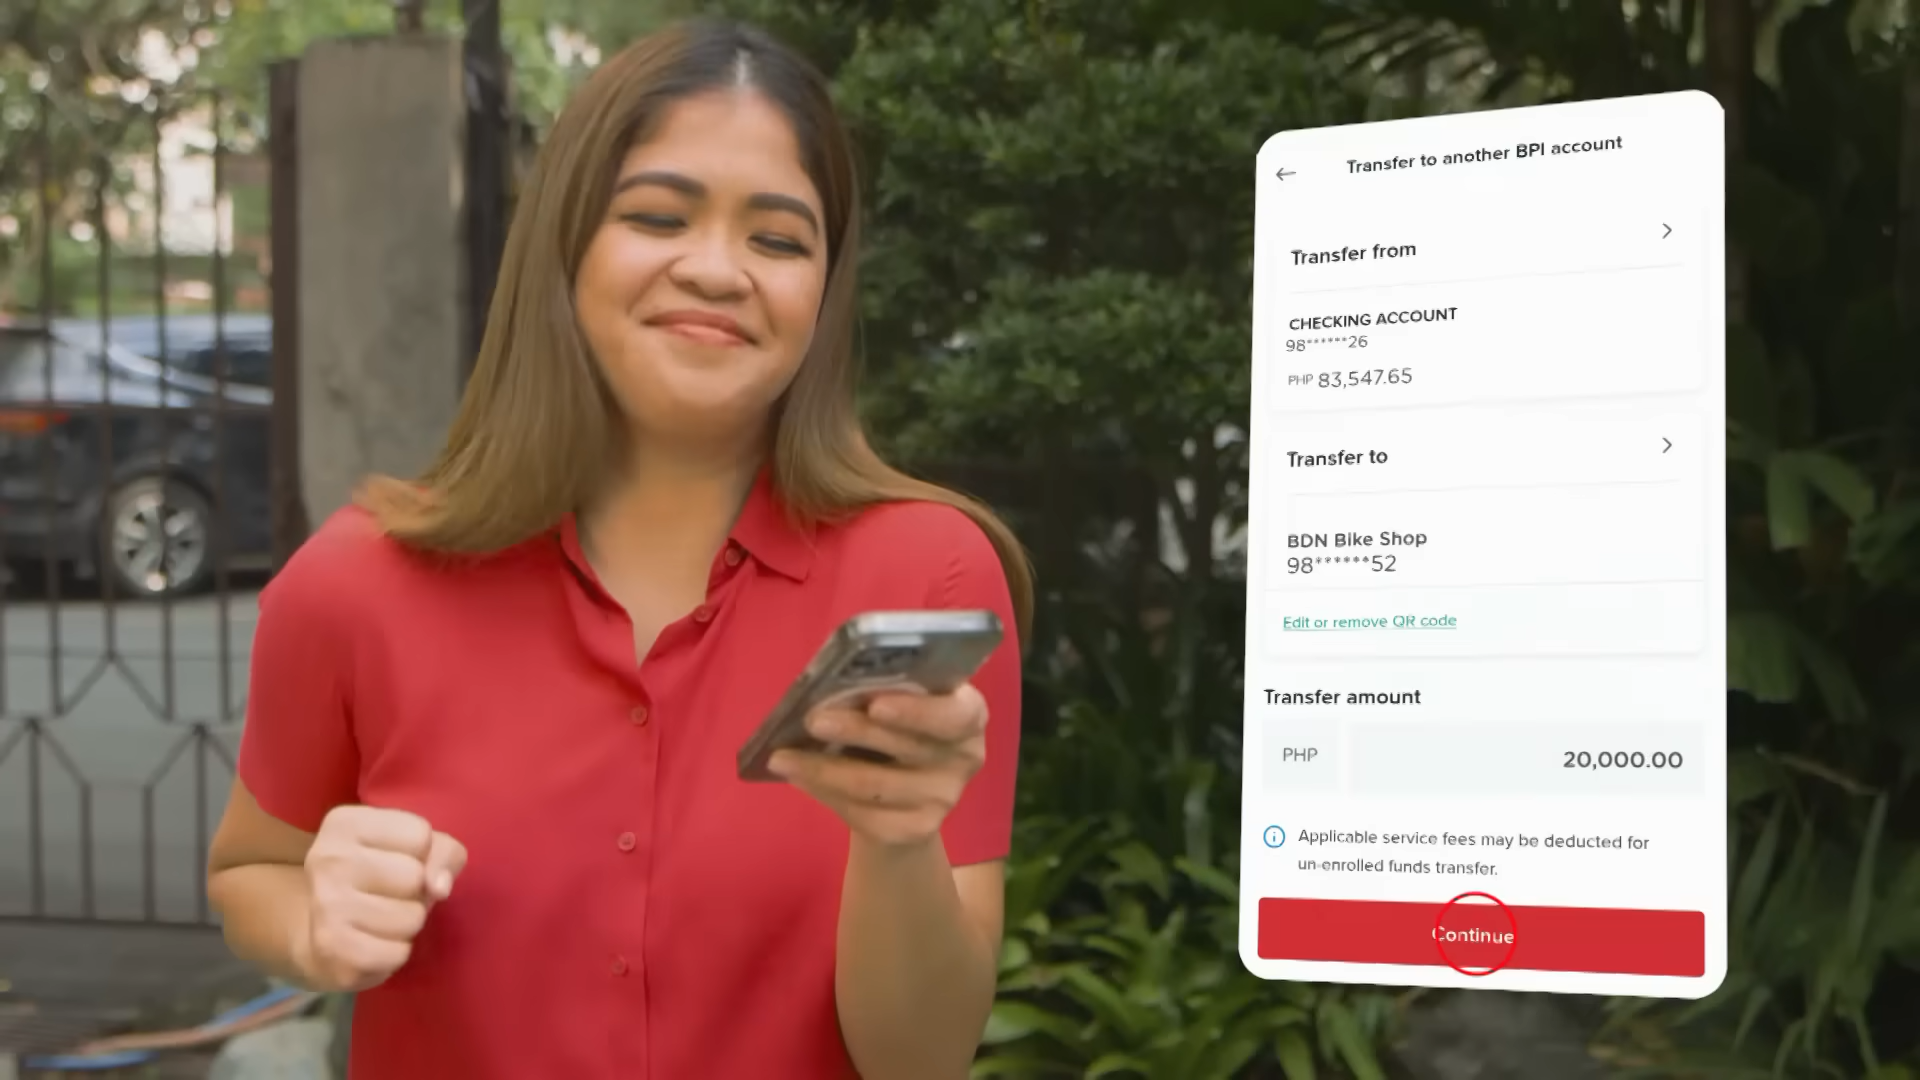 Transfer to another BPI account
Transfer from
CHECKING ACCOUNT
98******26
PHP 83,547.65
Transfer to
BDN Bike Shop
98******52
Edit or remove QR code
Transfer amount
PHP
20,000.00
Applicable service fees may be deducted for
un-enrolled funds transfer.
Continue